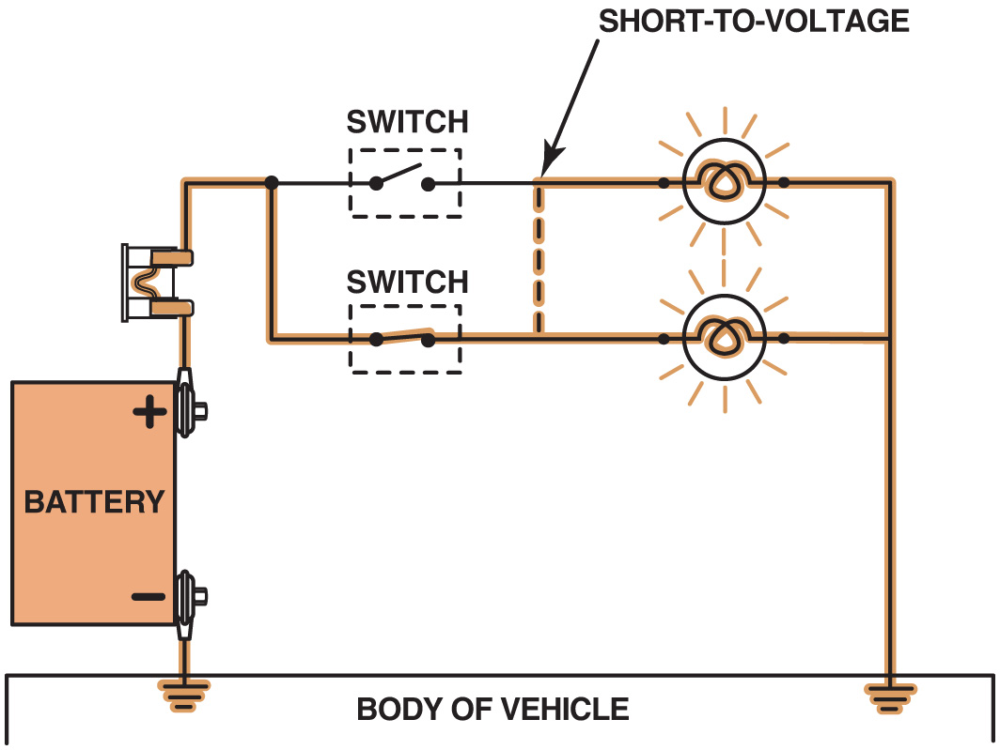 SHORT-TO-VOLTAGE
SWITCH
SWITCH
+
BATTERY
−
BODY OF VEHICLE